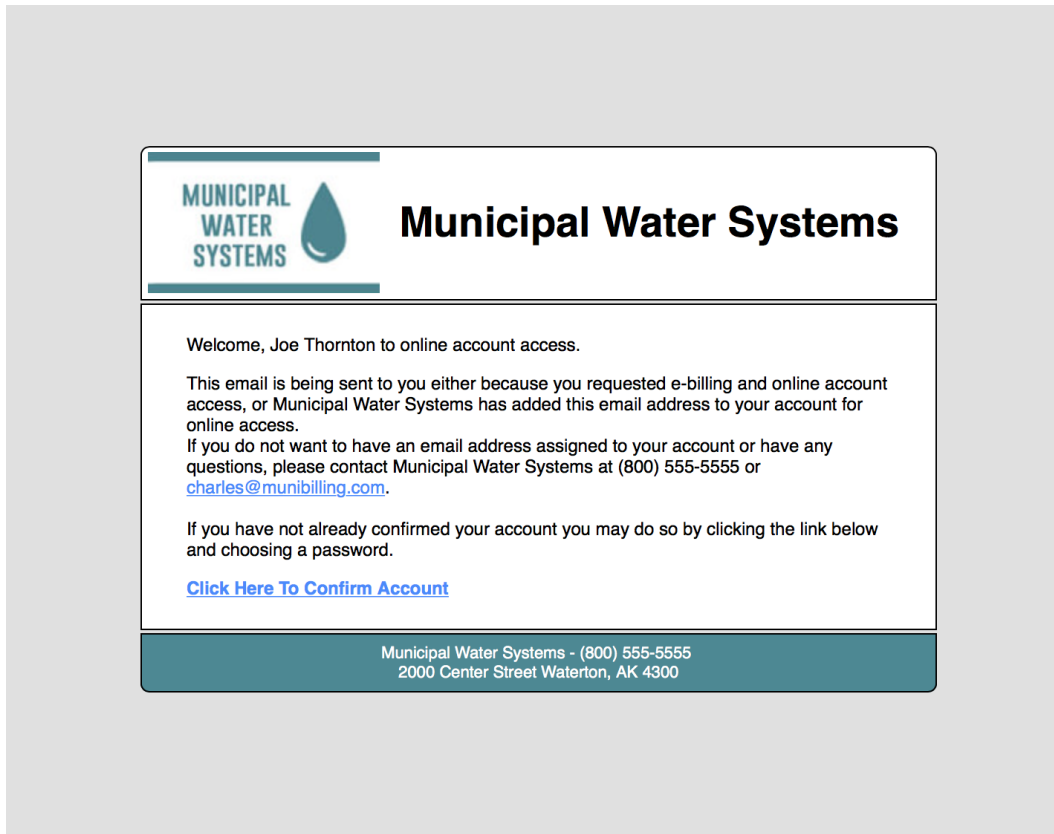 MUNICIPAL
WATER
SYSTEMS
Municipal Water Systems
Welcome, Joe Thornton to online account access.
This email is being sent to you either because you requested e-billing and online account
access, or Municipal Water Systems has added this email address to your account for
online access.
If you do not want to have an email address assigned to your account or have any
questions, please contact Municipal Water Systems at (800) 555-5555 or
charles@munibilling.com.
If you have not already confirmed your account you may do so by clicking the link below
and choosing a password.
Click Here To Confirm Account
Municipal Water Systems - (800) 555-5555
2000 Center Street Waterton, AK 4300